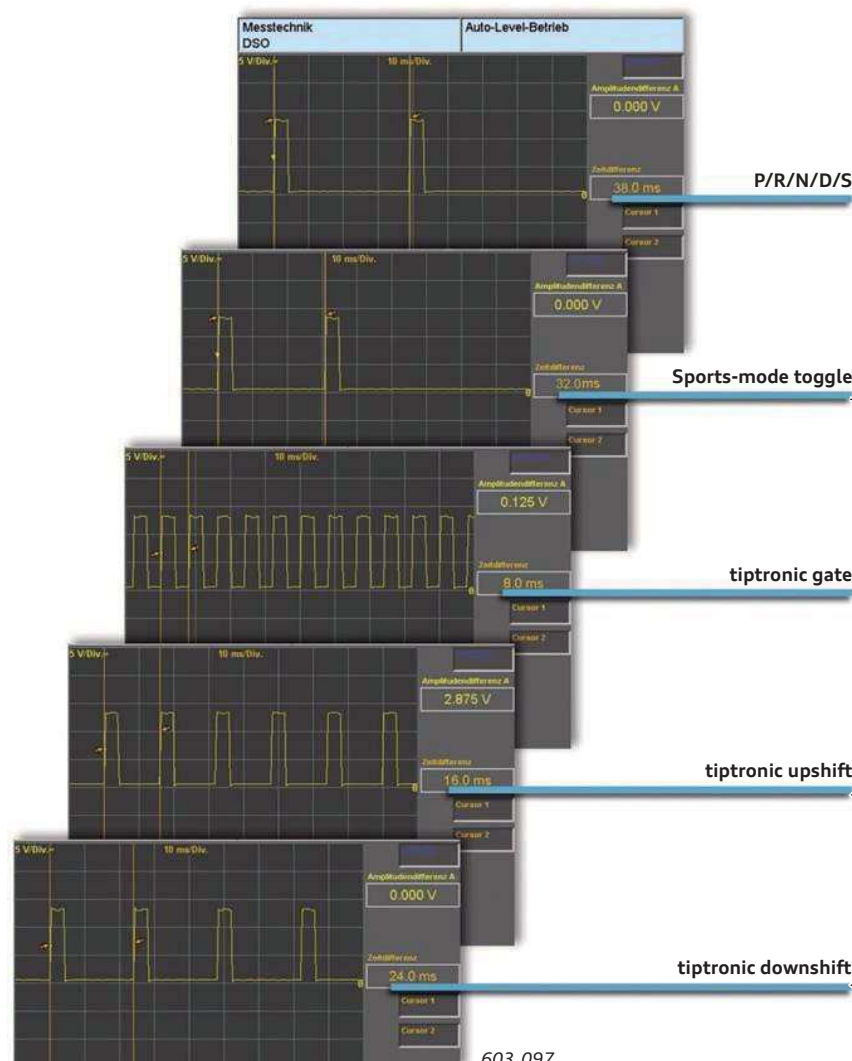 Messtechnik
DSO
Auto-Level-Betrieb
5 V/Div.=
10 ms/Div.
Amplitudendifferenz A
0.000 V
Zeitdifferenz
38.0 ms
Cursor 1
Cursor 2
P/R/N/D/S
5 V/Div.=
10 ms/Div.
Amplitudendifferenz A
0.000 V
Zeitdifferenz
32.0ms
Cursor 1
Cursor 2
Sports-mode toggle
5 V/Div.=
10 ms/Div.
Amplitudendifferenz A
0.125 V
Zeitdifferenz
8.0 ms
Cursor 1
Cursor 2
tiptronic gate
5 V/Div.=
10 ms/Div.
Amplitudendifferenz A
2.875 V
Zeitdifferenz
16.0 ms
Cursor 1
Cursor 2
tiptronic upshift
5 V/Div.=
10 ms/Div.
Amplitudendifferenz A
0.000 V
Zeitdifferenz
24.0 ms
Cursor 1
Cursor 2
tiptronic downshift
603_097